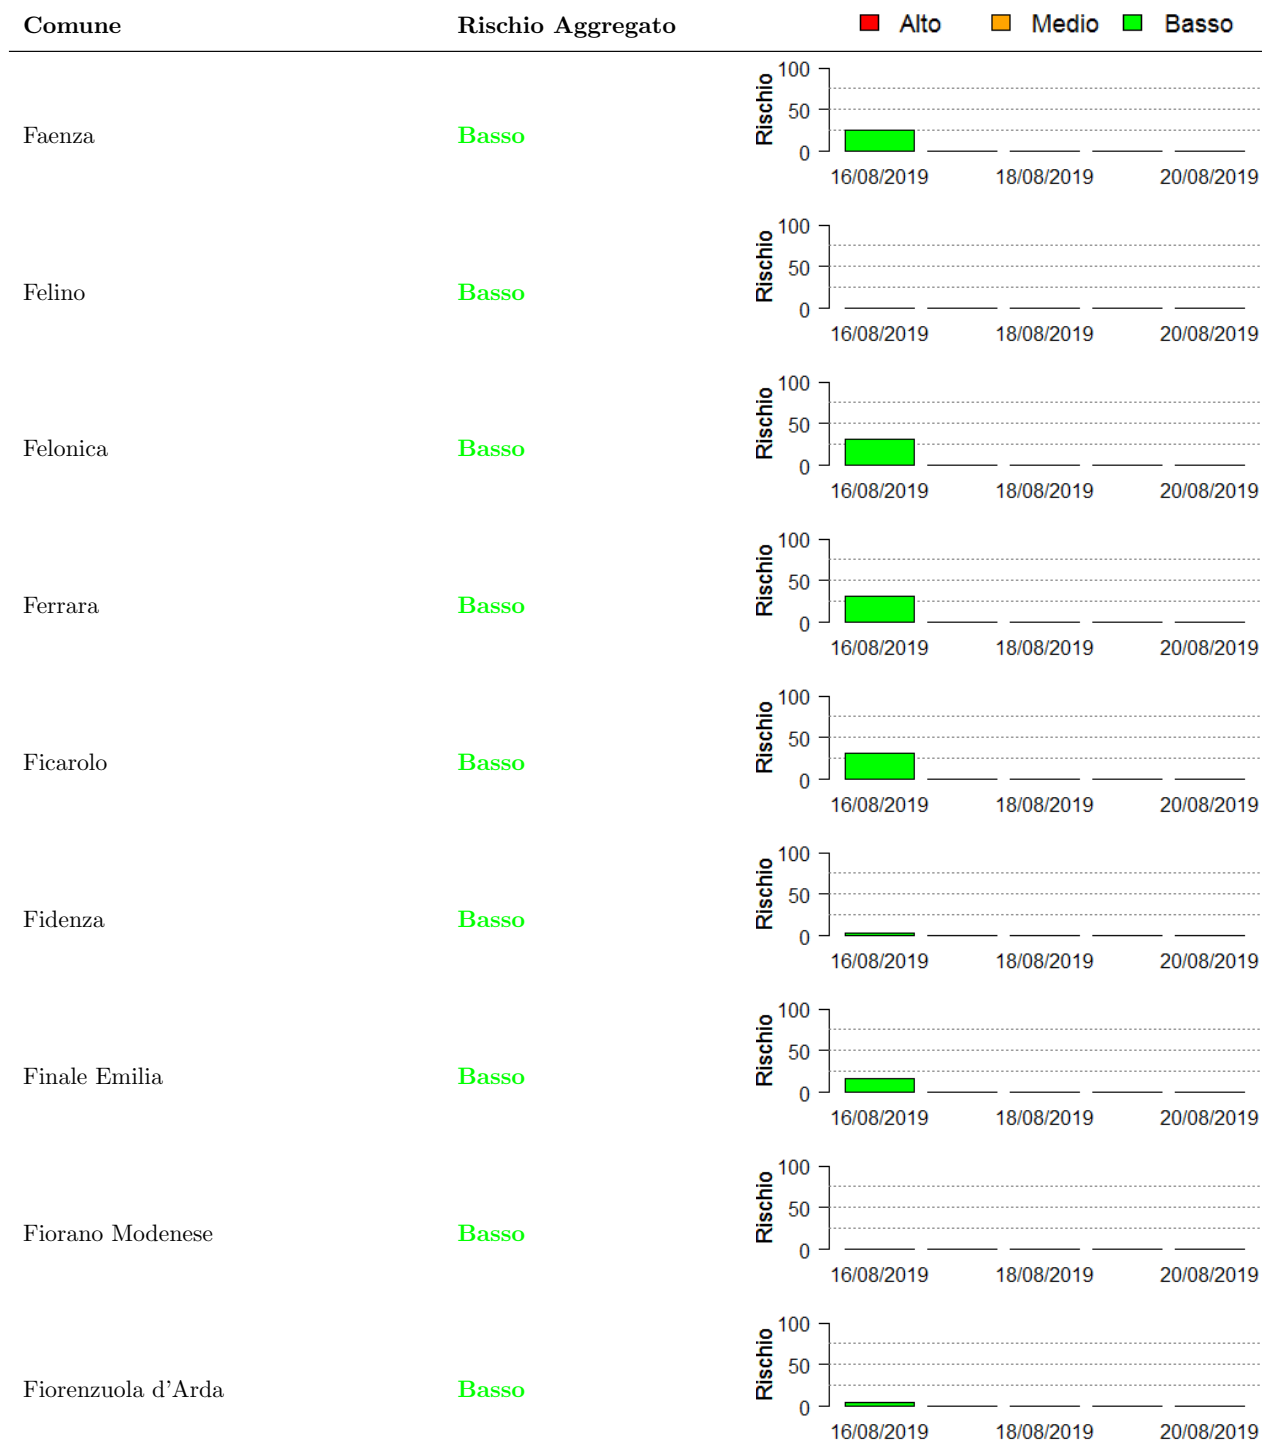 Comune Rischio Aggregato Alto Medio Basso
Faenza Basso
Rischio
100
50
0
16/08/2019 18/08/2019 20/08/2019
Felino Basso
Rischio
100
50
0
16/08/2019 18/08/2019 20/08/2019
Felonica Basso
Rischio
100
50
0
16/08/2019 18/08/2019 20/08/2019
Ferrara Basso
Rischio
100
50
0
16/08/2019 18/08/2019 20/08/2019
Ficarolo Basso
Rischio
100
50
0
16/08/2019 18/08/2019 20/08/2019
Fidenza Basso
Rischio
100
50
0
16/08/2019 18/08/2019 20/08/2019
Finale Emilia Basso
Rischio
100
50
0
16/08/2019 18/08/2019 20/08/2019
Fiorano Modenese Basso
Rischio
100
50
0
16/08/2019 18/08/2019 20/08/2019
Fiorenzuola d'Arda Basso
Rischio
100
50
0
16/08/2019 18/08/2019 20/08/2019